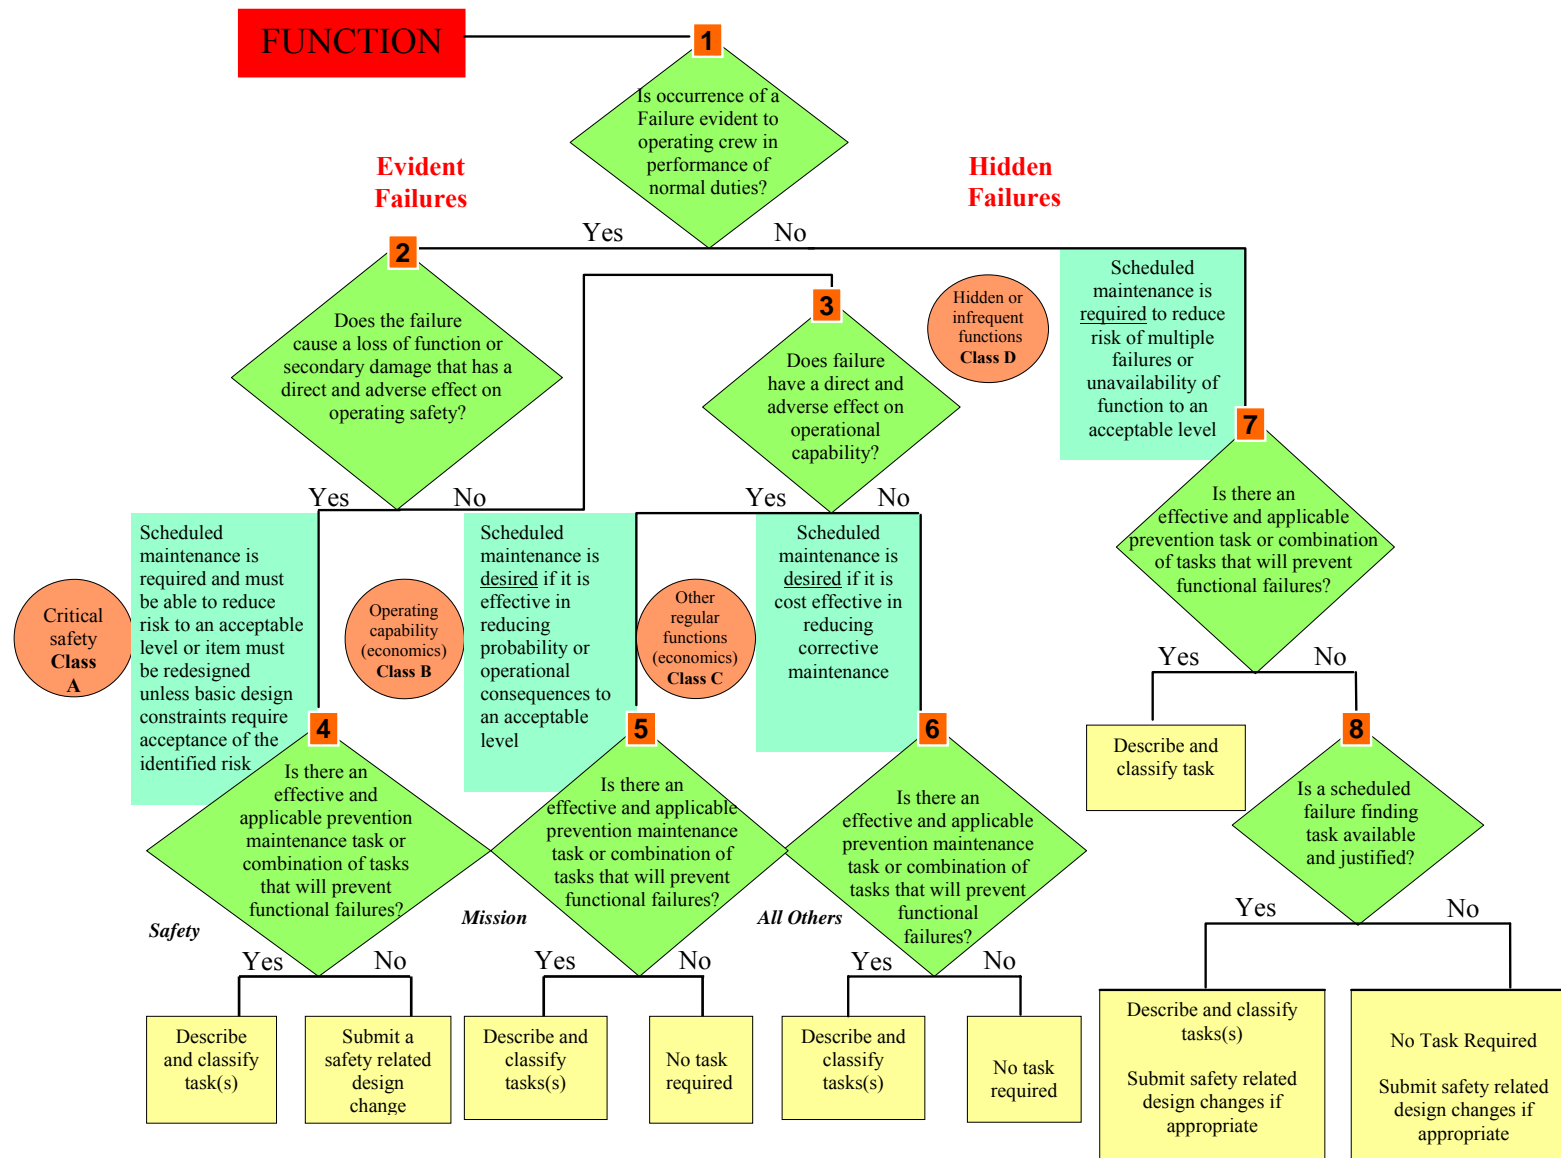 FUNCTION
1
Is occurrence of a
Failure evident to
operating crew in
performance of
normal duties?
Evident
Failures
Hidden
Failures
Yes
No
2
Does the failure
cause a loss of function or
secondary damage that has a
direct and adverse effect on
operating safety?
3
Does failure
have a direct and
adverse effect on
operational
capability?
Hidden or
infrequent
functions
Class D
Scheduled
maintenance is
required to reduce
risk of multiple
failures or
unavailability of
function to an
acceptable level
7
Is there an
effective and applicable
prevention task or combination
of tasks that will prevent
functional failures?
Yes
No
Yes
No
Critical
safety
Class
A
Scheduled
maintenance is
required and must
be able to reduce
risk to an acceptable
level or item must
be redesigned
unless basic design
constraints require
acceptance of the
identified risk
Operating
capability
(economics)
Class B
Scheduled
maintenance is
desired if it is
effective in
reducing
probability or
operational
consequences to
an acceptable
level
Other
regular
functions
(economics)
Class C
Scheduled
maintenance is
desired if it is
cost effective in
reducing
corrective
maintenance
Yes
No
Describe and
classify task
8
Is a scheduled
failure finding
task available
and justified?
4
Is there an
effective and
applicable prevention
maintenance task or
combination of tasks
that will prevent
functional failures?
5
Is there an
effective and applicable
prevention maintenance
task or combination of
tasks that will prevent
functional failures?
6
Is there an
effective and applicable
prevention maintenance
task or combination of
tasks that will prevent
functional
failures?
Safety
Mission
All Others
Yes
No
Yes
No
Yes
No
Yes
No
Describe
and classify
task(s)
Submit a
safety related
design
change
Describe and
classify
tasks(s)
No task
required
Describe and
classify
tasks(s)
No task
required
Describe and classify
tasks(s)
Submit safety related
design changes if
appropriate
No Task Required
Submit safety related
design changes if
appropriate